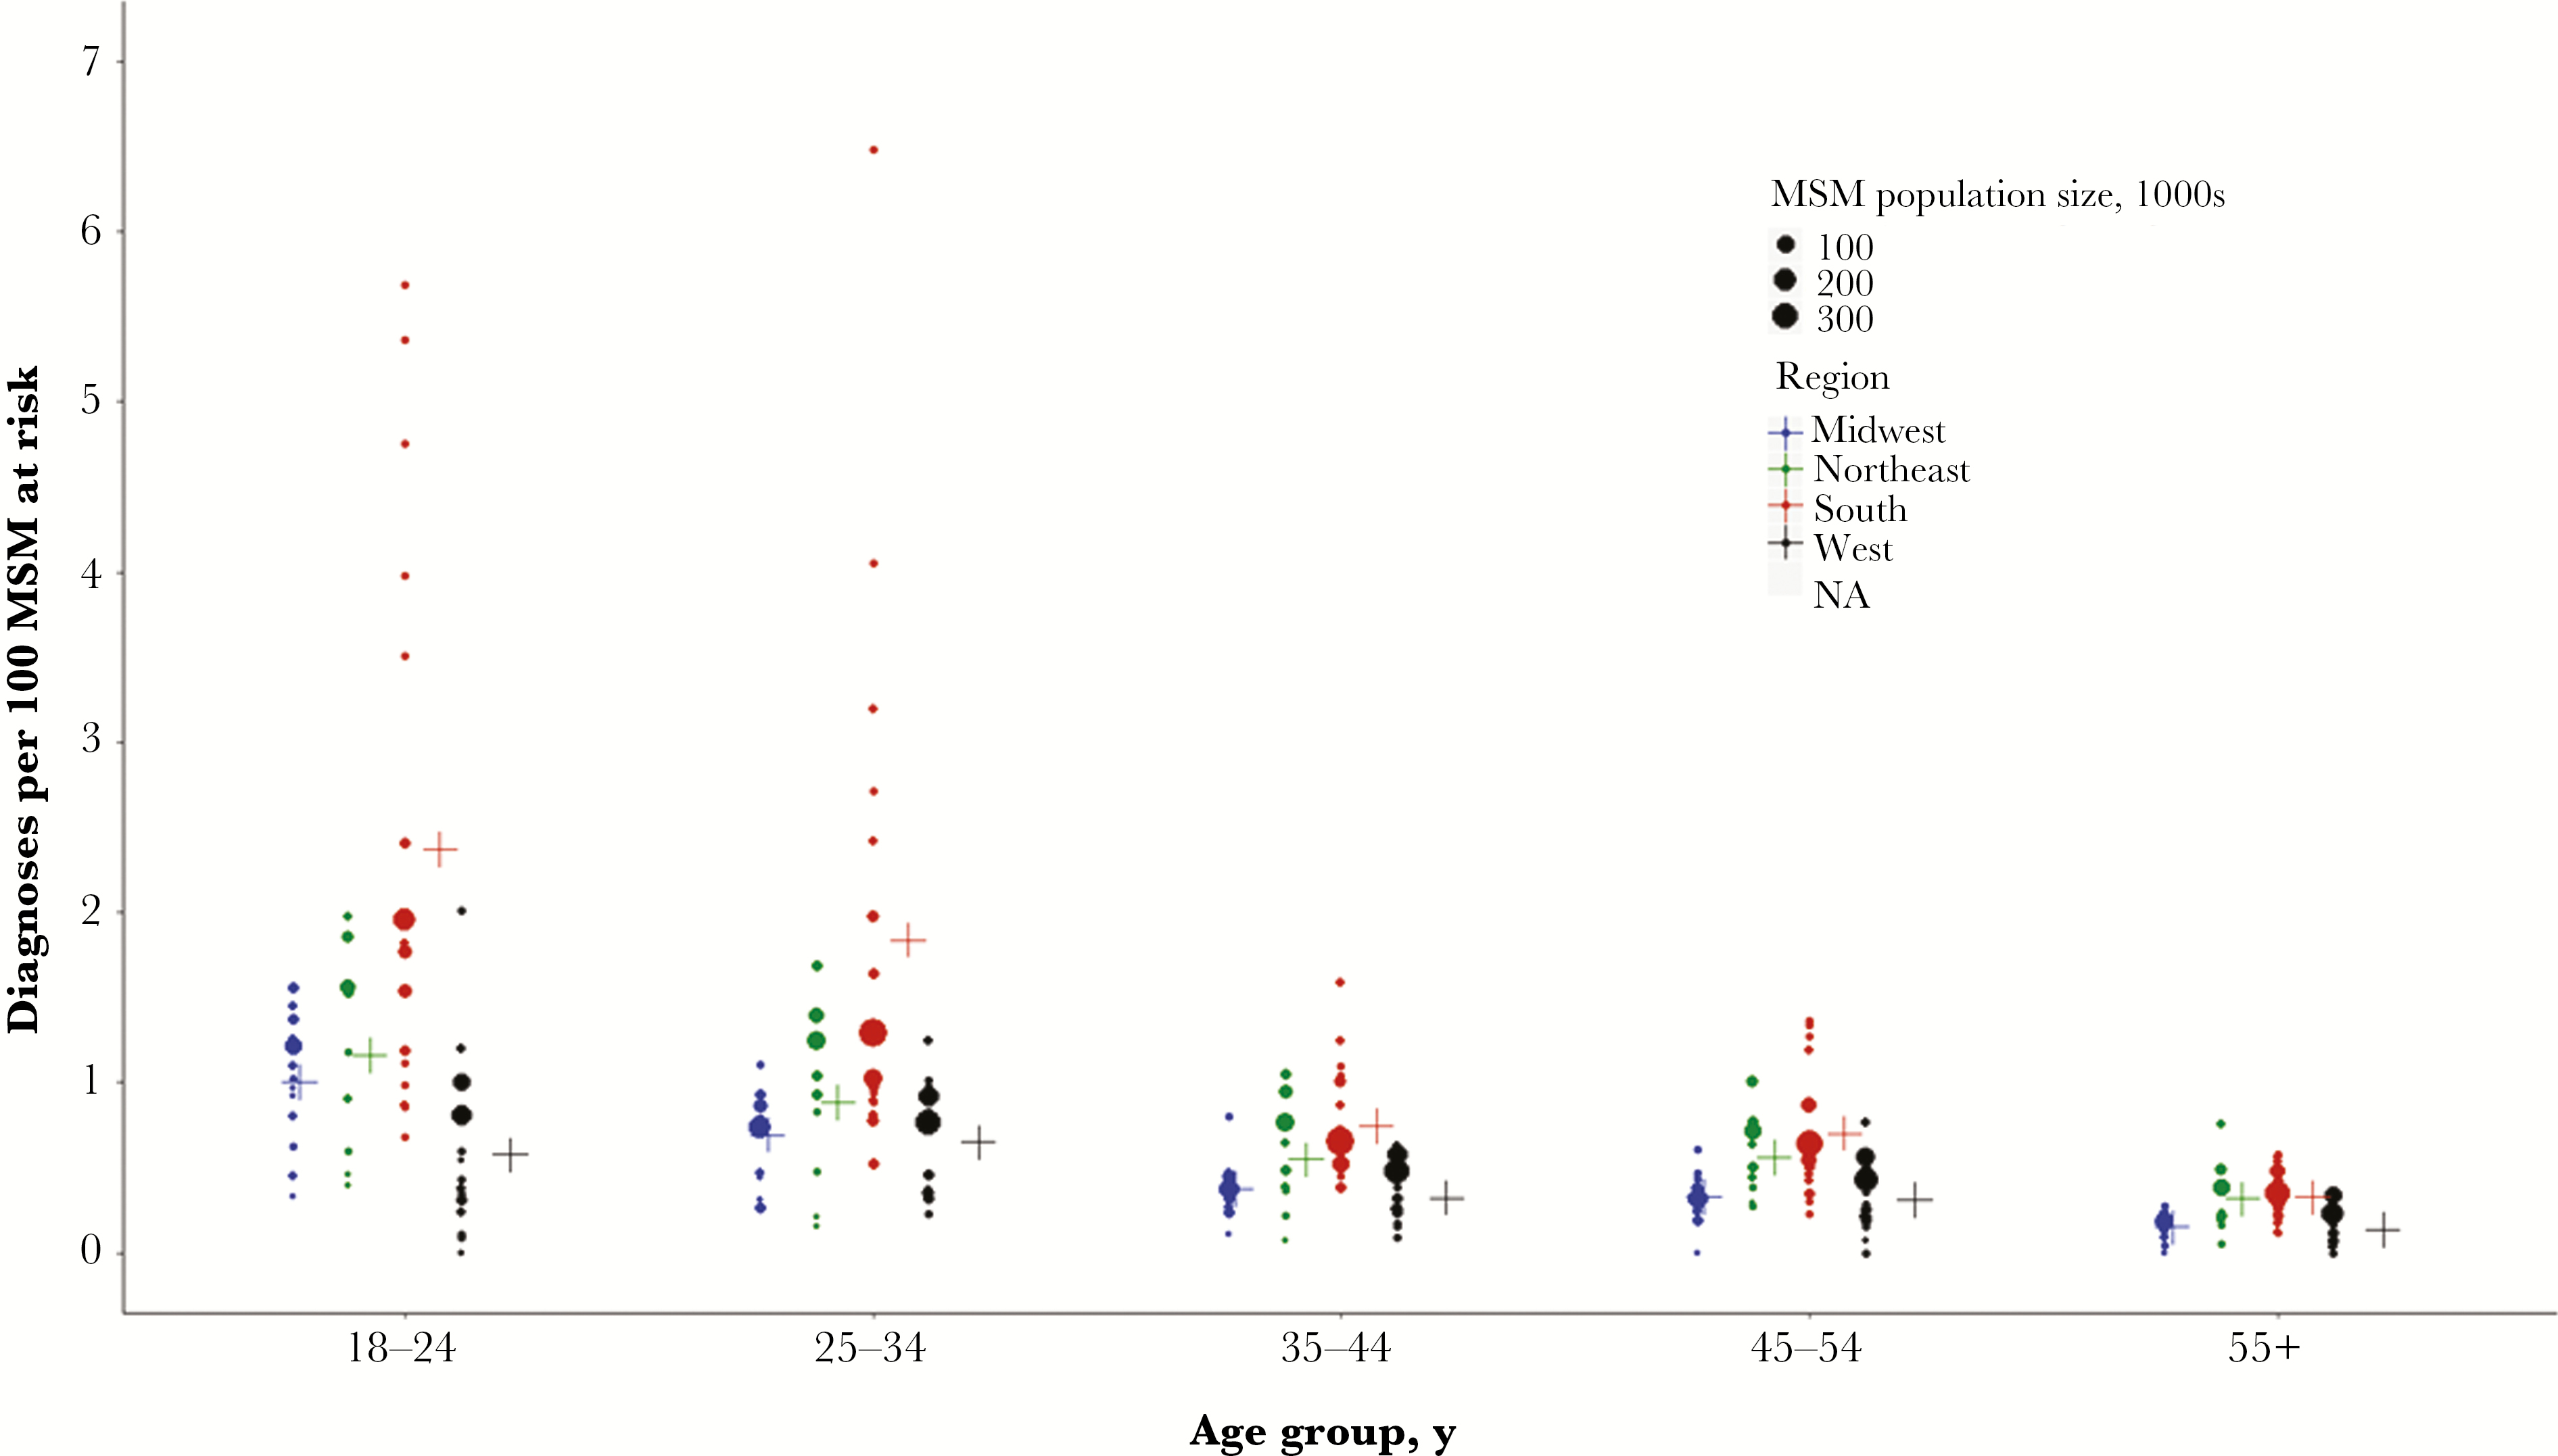 Diagnoses per 100 MSM at risk
7
6
5
4
3
2
1
0
MSM population size, 1000s
100
200
300
Region
Midwest
Northeast
South
West
NA
18–24
25–34
35–44
45–54
55+
Age group, y